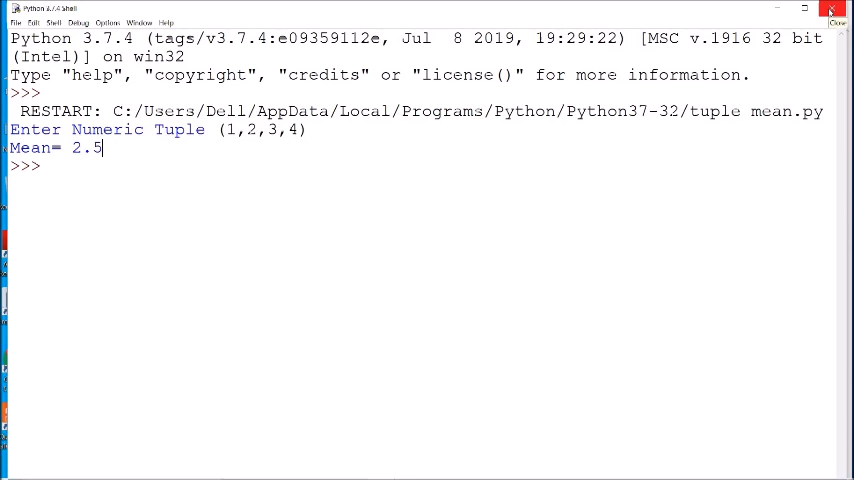 Python 3.7.4 Shell
File Edit Shell Debug Options Window Help
Close
Python 3.7.4 (tags/v3.7.4:e09359112e, Jul  8 2019, 19:29:22) [MSC v.1916 32 bit
(Intel)] on win32
Type "help", "copyright", "credits" or "license()" for more information.
>>>
 RESTART: C:/Users/Dell/AppData/Local/Programs/Python/Python37-32/tuple mean.py
Enter Numeric Tuple (1,2,3,4)
Mean= 2.5
>>>